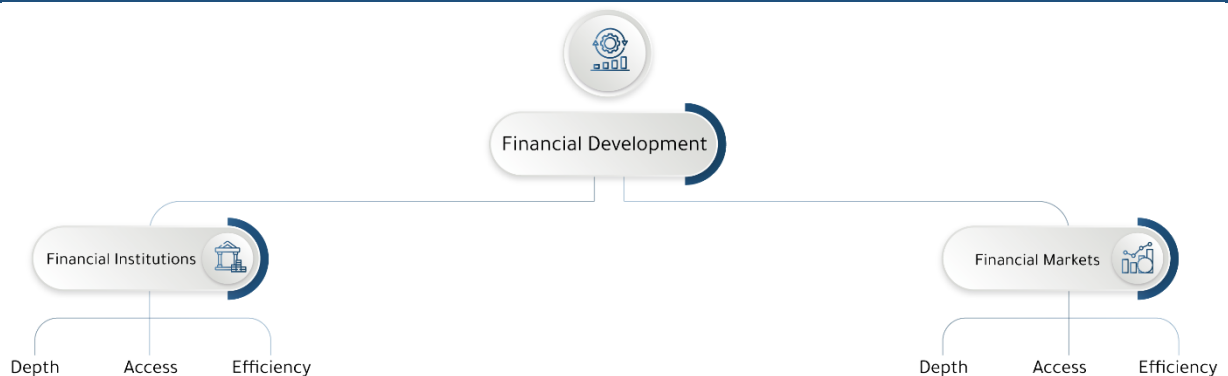 Financial Development
Financial Institutions
Financial Markets
Depth Access Efficiency
Depth Access Efficiency